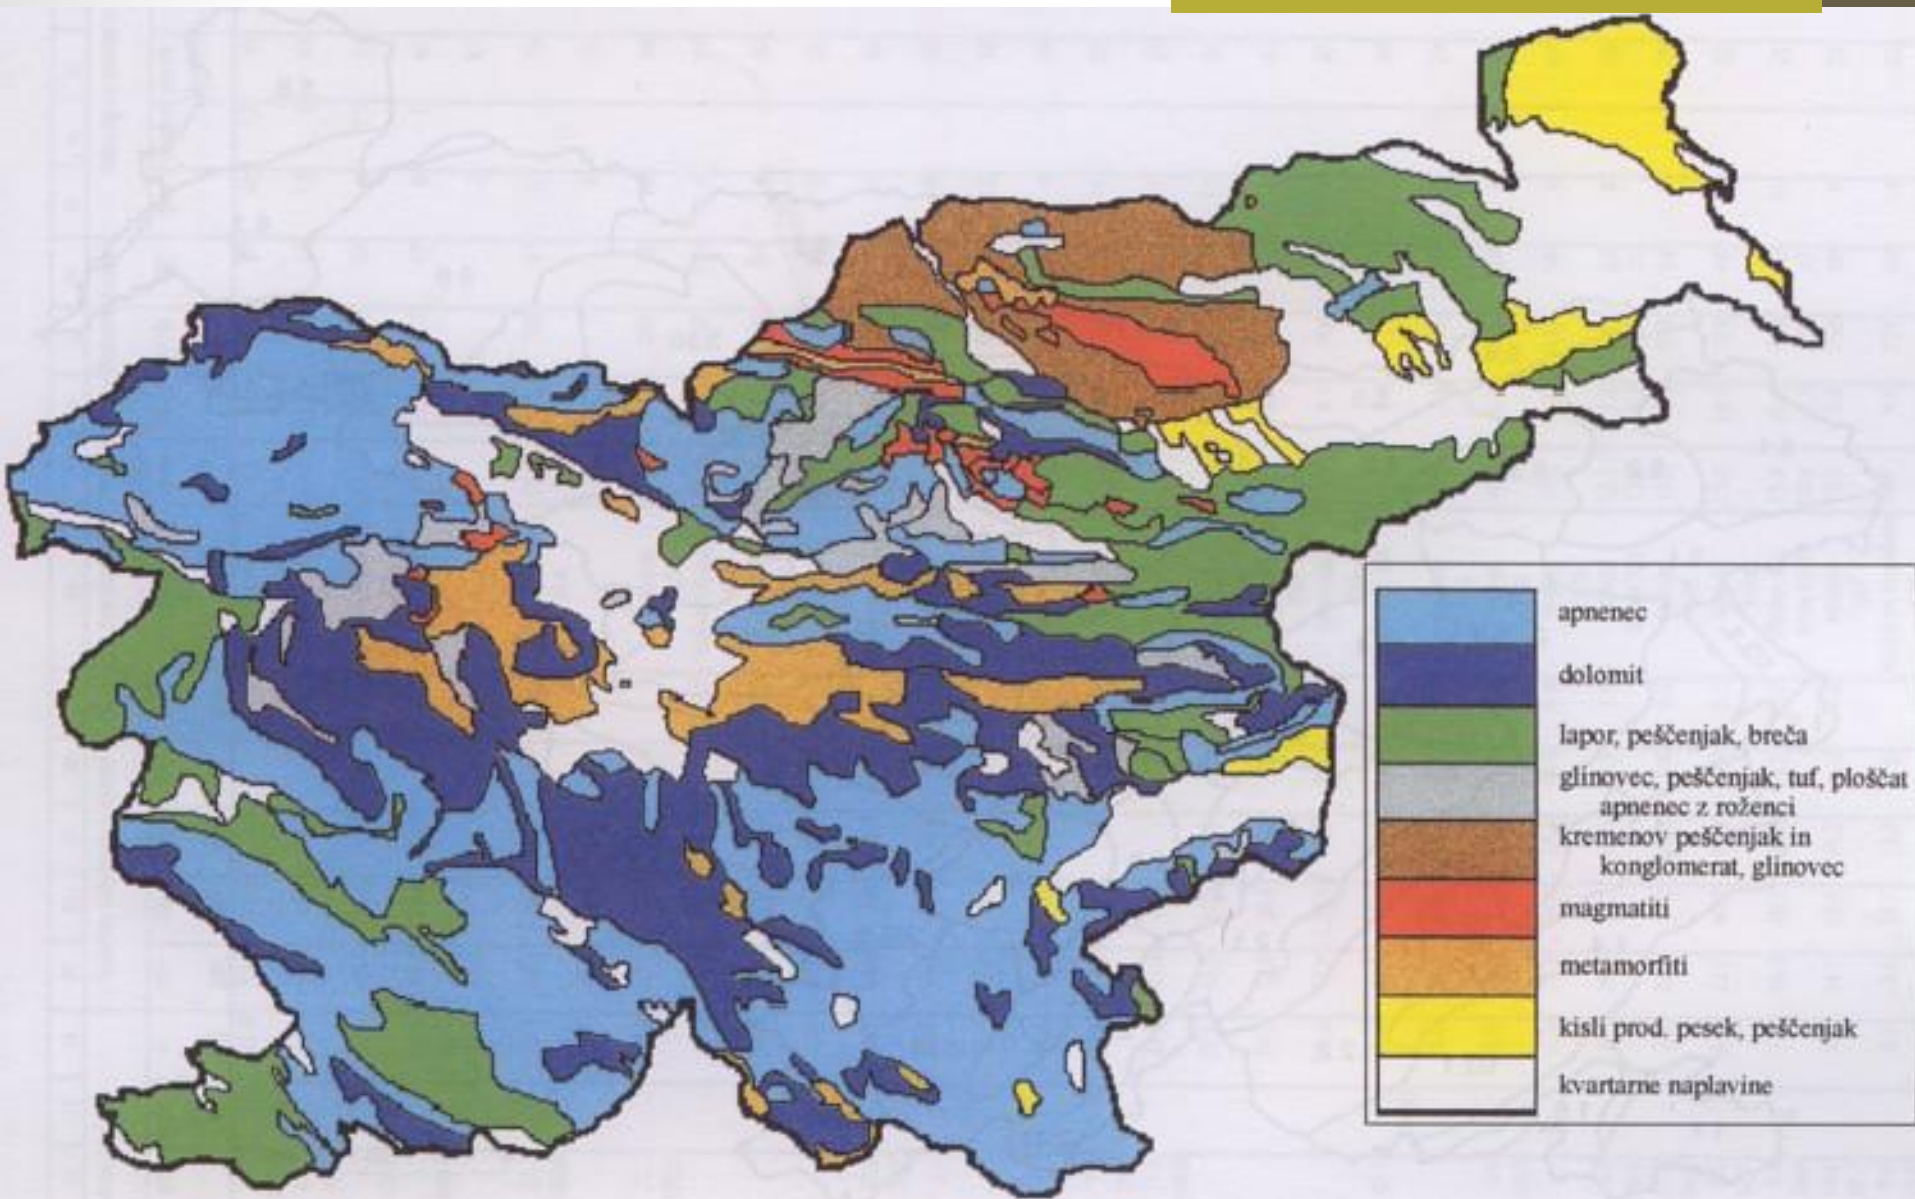 apnenec
dolomit
lapor, peščenjak, breča
glinovec, peščenjak, tuf, ploščat
apnenec z roženci
kremenov peščenjak in
konglomerat, glinovec
magmatiti
metamorfiti
kisli prod. pesek, peščenjak
kvartarne naplavine